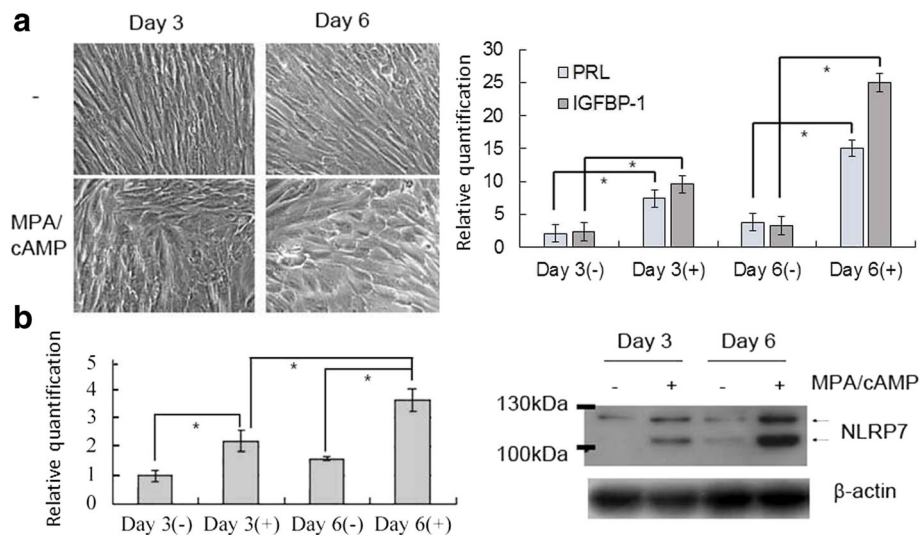 a
Day 3
Day 6
-
MPA/
cAMP
Relative quantification
30
25
20
15
10
5
0
PRL
IGFBP-1
*
*
*
*
Day 3(-)
Day 3(+)
Day 6(-)
Day 6(+)
b
Relative quantification
5
4
3
2
1
0
*
*
*
Day 3(-)
Day 3(+)
Day 6(-)
Day 6(+)
Day 3
Day 6
- + - + MPA/cAMP
130kDa
100kDa
NLRP7
β-actin